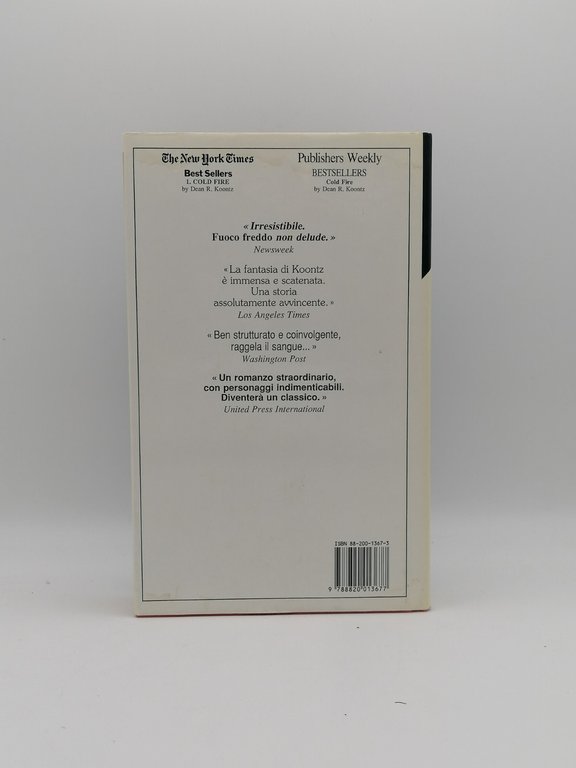 The New York Times
Best Sellers
1. COLD FIRE
by Dean R. Koontz
Publishers Weekly
BESTSELLERS
Cold Fire
by Dean R. Koontz
« Irresistibile.
Fuoco freddo non delude. »
Newsweek
« La fantasia di Koontz
è immensa e scatenata.
Una storia
assolutamente avvincente. »
Los Angeles Times
« Ben strutturato e coinvolgente,
raggela il sangue... »
Washington Post
« Un romanzo straordinario,
con personaggi indimenticabili.
Diventerà un classico. »
United Press International
ISBN 88-200-1367-3
9 788820 013677